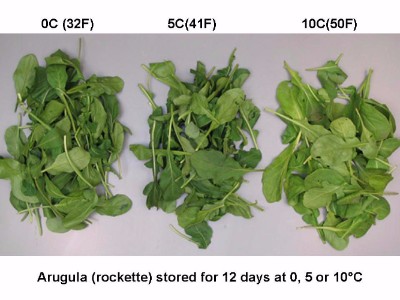 0C (32F) 5C(41F) 10C(50F)
Arugula (rockette) stored for 12 days at 0, 5 or 10°C